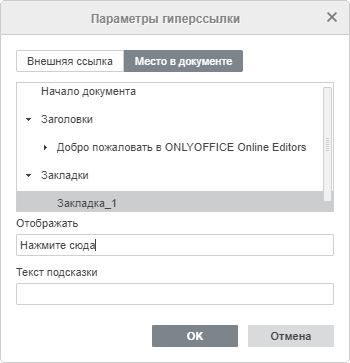 Параметры гиперссылки
Внешняя ссылка Место в документе
Начало документа
Заголовки
Добро пожаловать в ONLYOFFICE Online Editors
Закладки
Закладка_1
Отображать
Нажмите сюда
Текст подсказки
OK Отмена